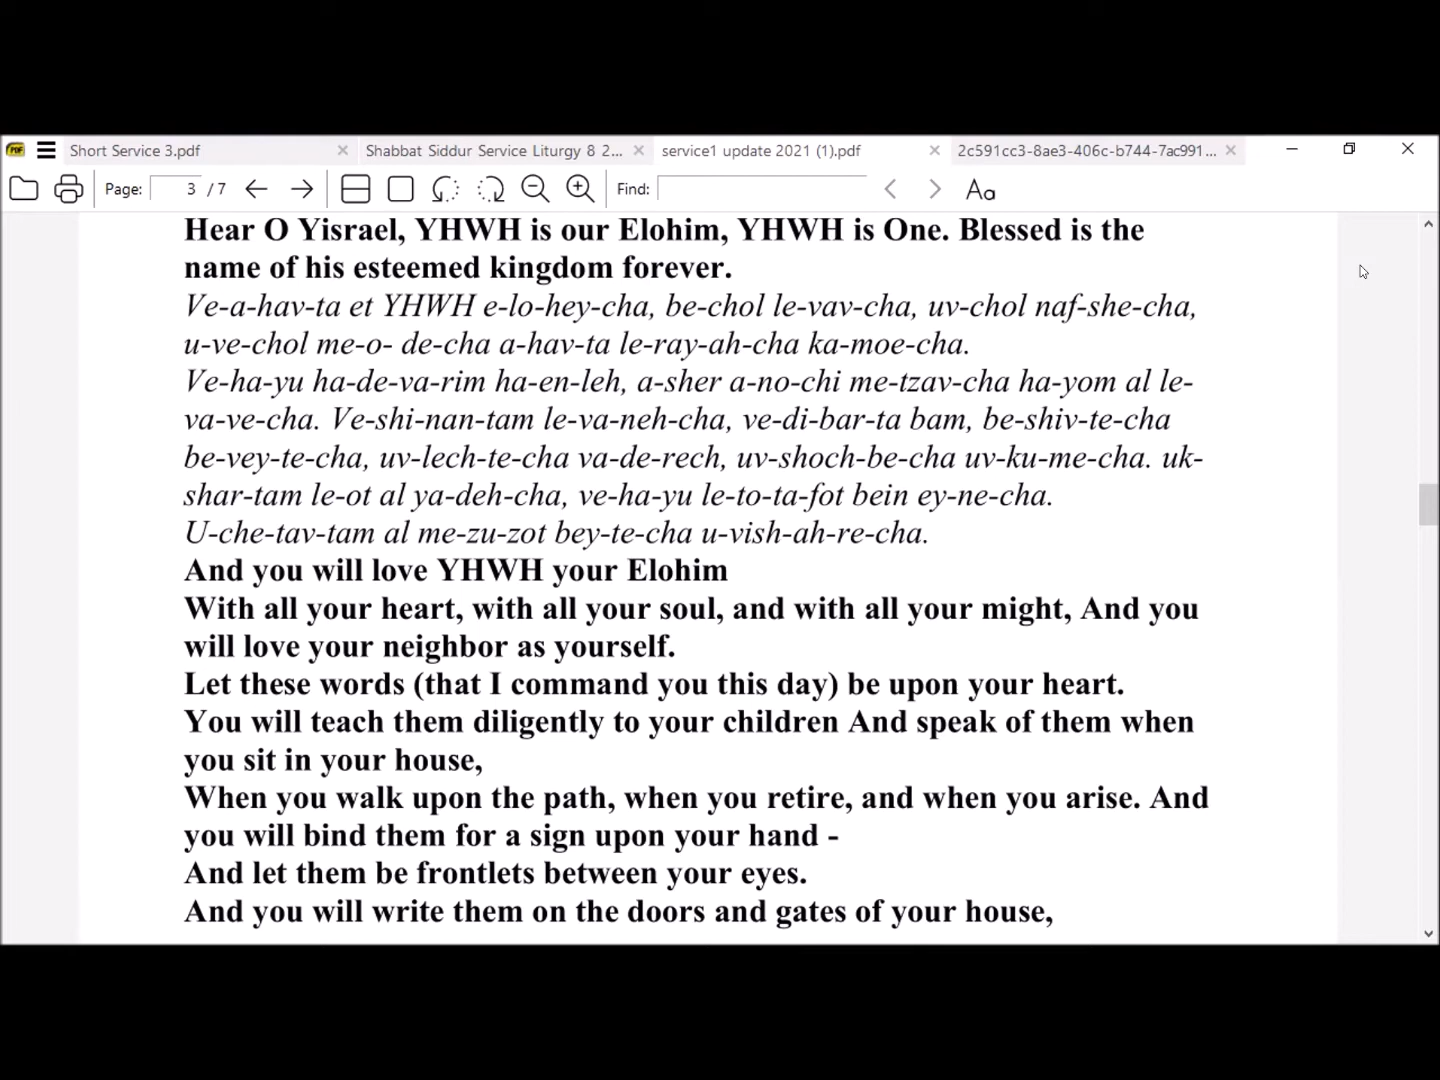 Short Service 3.pdf
Shabbat Siddur Service Liturgy 8 2...
service1 update 2021 (1).pdf
2c591cc3-8ae3-406c-b744-7ac991...
Page: 3 / 7 Find: Aa
Hear O Yisrael, YHWH is our Elohim, YHWH is One. Blessed is the
name of his esteemed kingdom forever.
Ve-a-hav-ta et YHWH e-lo-hey-cha, be-chol le-vav-cha, uv-chol naf-she-cha,
u-ve-chol me-o- de-cha a-hav-ta le-ray-ah-cha ka-moe-cha.
Ve-ha-yu ha-de-va-rim ha-en-leh, a-sher a-no-chi me-tzav-cha ha-yom al le-
va-ve-cha. Ve-shi-nan-tam le-va-neh-cha, ve-di-bar-ta bam, be-shiv-te-cha
be-vey-te-cha, uv-lech-te-cha va-de-rech, uv-shoch-be-cha uv-ku-me-cha. uk-
shar-tam le-ot al ya-deh-cha, ve-ha-yu le-to-ta-fot bein ey-ne-cha.
U-che-tav-tam al me-zu-zot bey-te-cha u-vish-ah-re-cha.
And you will love YHWH your Elohim
With all your heart, with all your soul, and with all your might, And you
will love your neighbor as yourself.
Let these words (that I command you this day) be upon your heart.
You will teach them diligently to your children And speak of them when
you sit in your house,
When you walk upon the path, when you retire, and when you arise. And
you will bind them for a sign upon your hand -
And let them be frontlets between your eyes.
And you will write them on the doors and gates of your house,